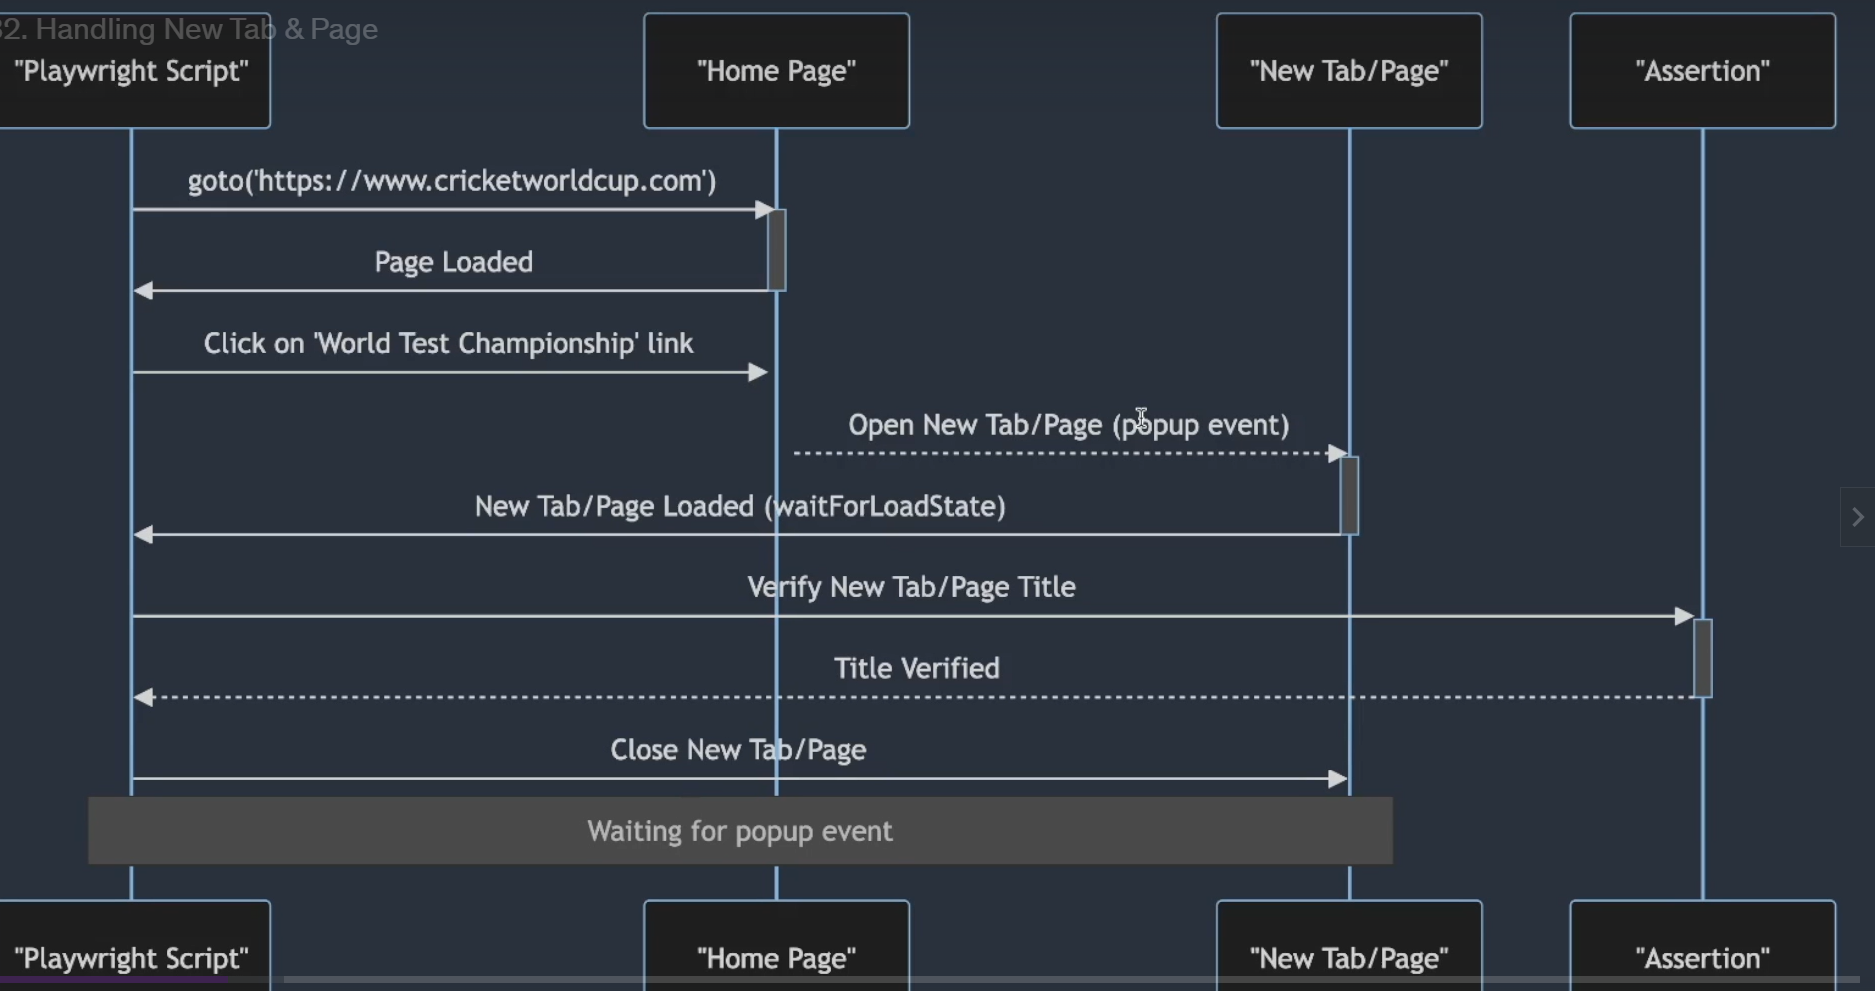 32. Handling New Tab & Page
"Playwright Script"
"Home Page"
"New Tab/Page"
"Assertion"
goto('https://www.cricketworldcup.com')
Page Loaded
Click on 'World Test Championship' link
Open New Tab/Page (popup event)
New Tab/Page Loaded (waitForLoadState)
Verify New Tab/Page Title
Title Verified
Close New Tab/Page
Waiting for popup event
"Playwright Script"
"Home Page"
"New Tab/Page"
"Assertion"